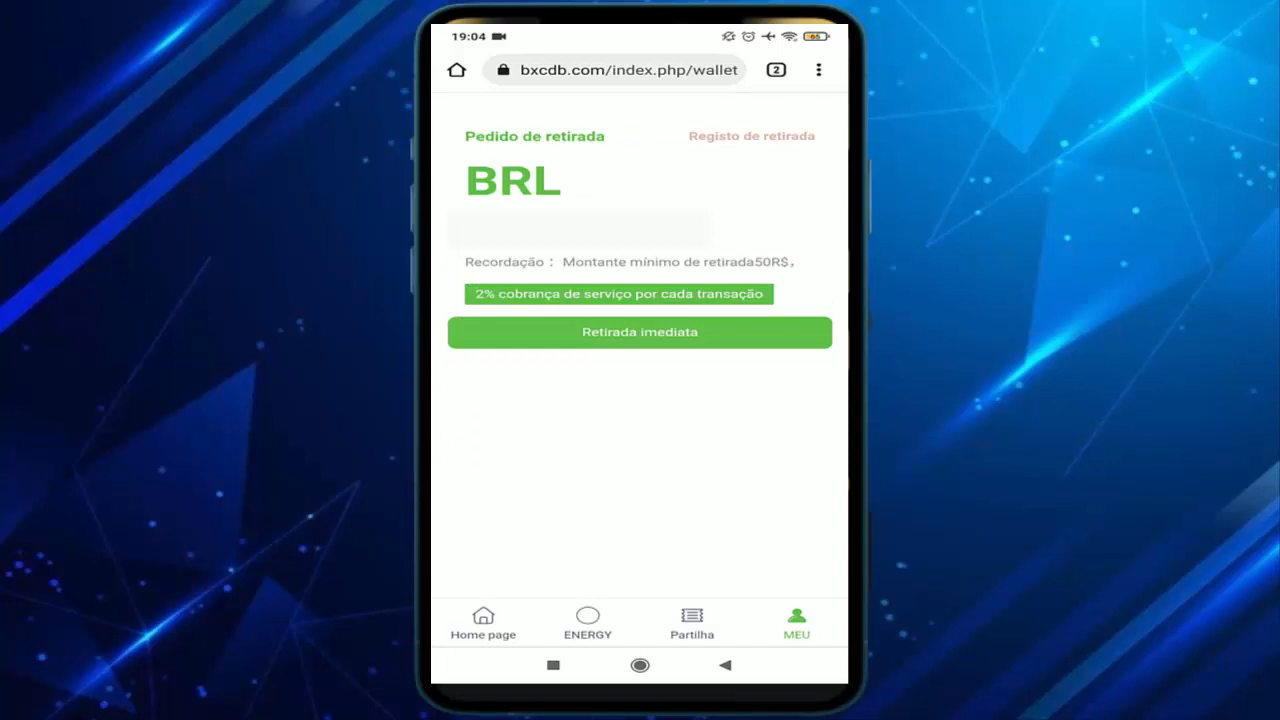 19:04
bxcdb.com/index.php/wallet
2
Pedido de retirada
Registo de retirada
BRL
Recordação： Montante mínimo de retirada50R$，
2% cobrança de serviço por cada transação
Retirada imediata
Home page
ENERGY
Partilha
MEU